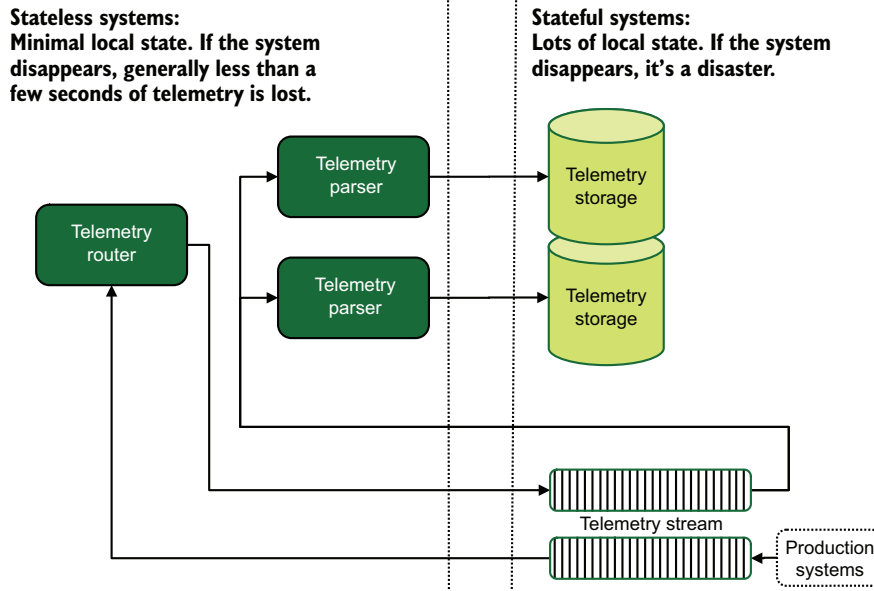 Stateless systems:
Minimal local state. If the system
disappears, generally less than a
few seconds of telemetry is lost.
Stateful systems:
Lots of local state. If the system
disappears, it's a disaster.
Telemetry
parser
Telemetry
storage
Telemetry
router
Telemetry
parser
Telemetry
storage
Telemetry stream
Production
systems